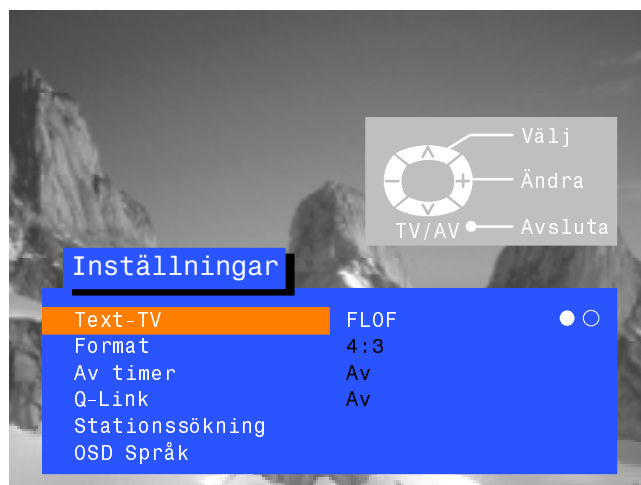 Välj
Ändra
TV/AV Avsluta
Inställningar
Text-TV FLOF
Format 4:3
Av timer Av
Q-Link Av
Stationssökning
OSD Språk